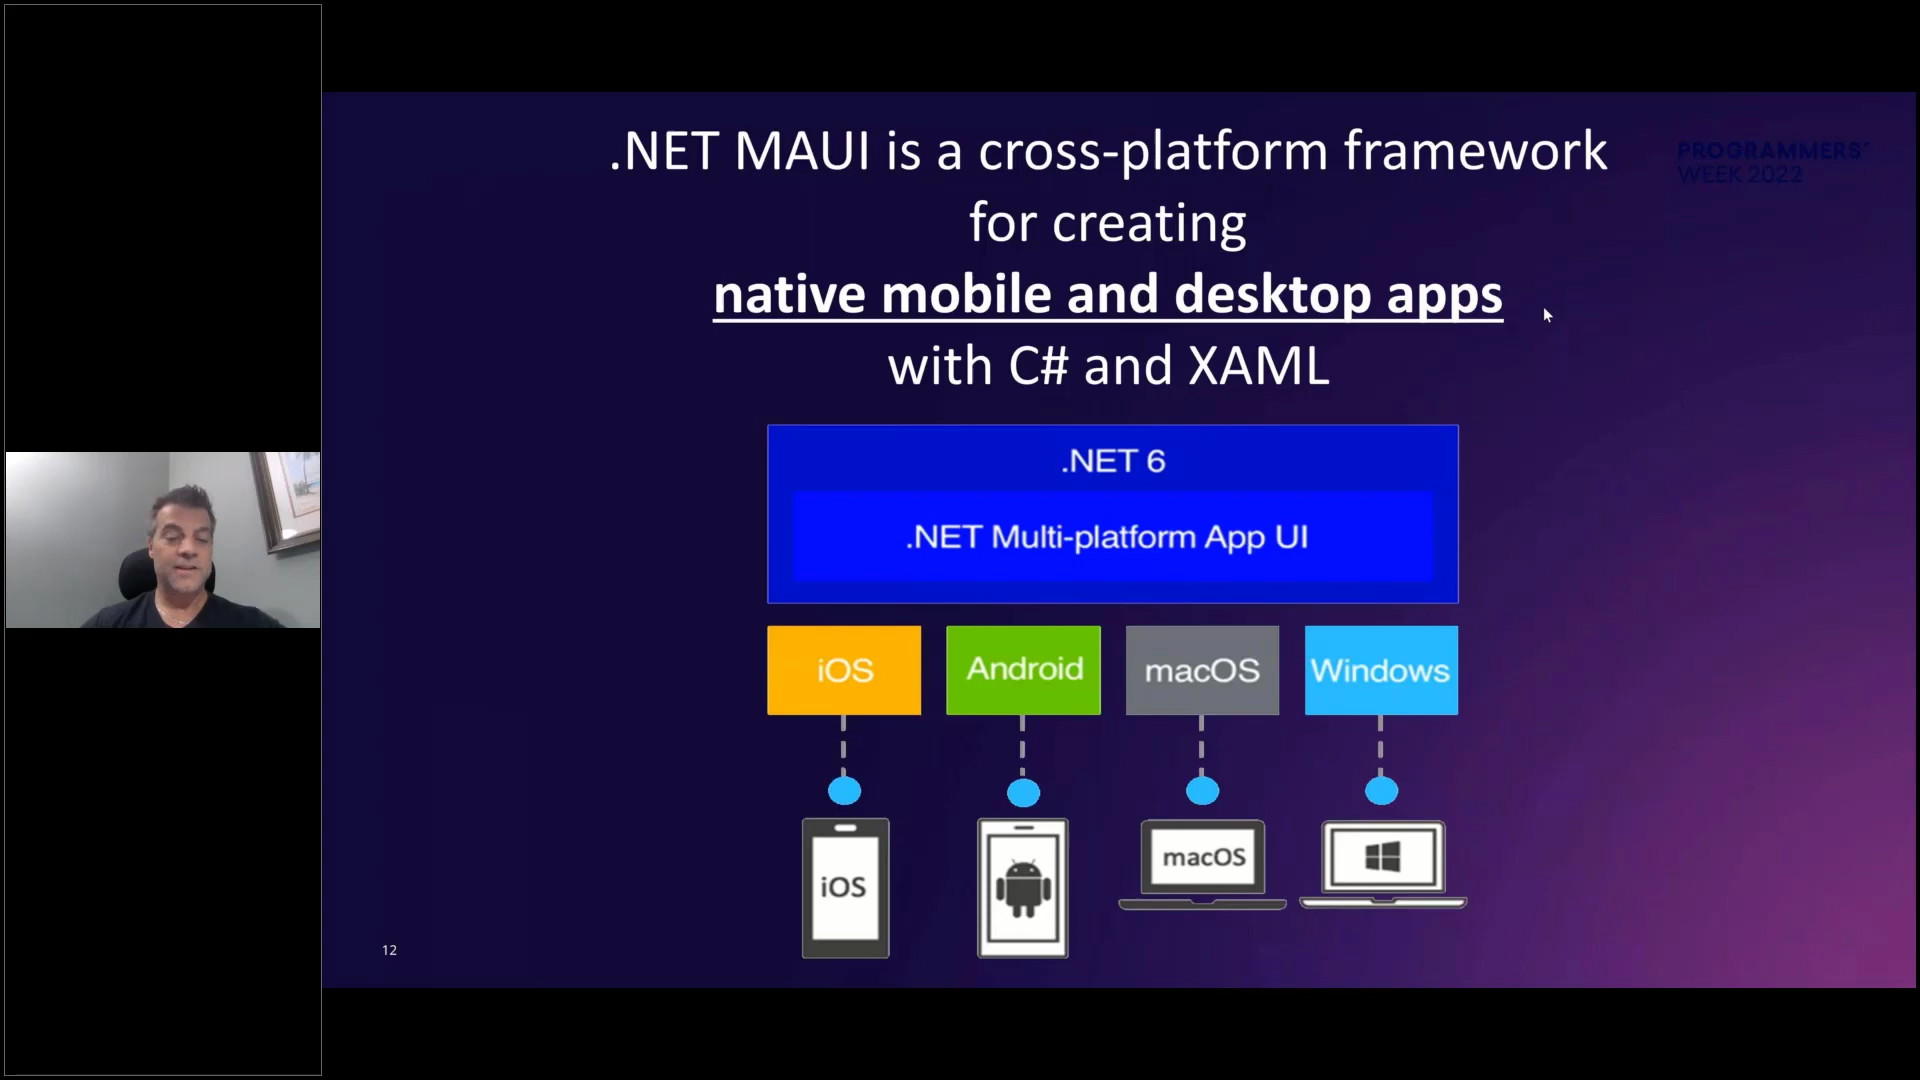 .NET MAUI is a cross-platform framework
for creating
native mobile and desktop apps
with C# and XAML
PROGRAMMERS'
WEEK 2022
.NET 6
.NET Multi-platform App UI
iOS
Android
macOS
Windows
iOS
macOS
12